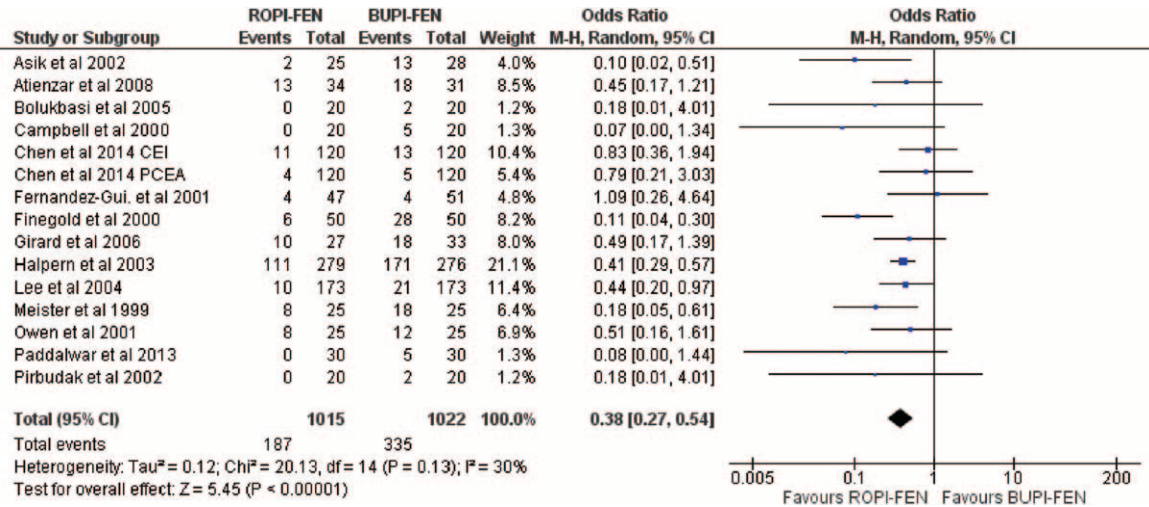 ROPI-FEN BUPI-FEN Odds Ratio Odds Ratio
Study or Subgroup Events Total Events Total Weight M-H, Random, 95% CI M-H, Random, 95% CI
Asik et al 2002 2 25 13 28 4.0% 0.10 [0.02, 0.51]
Atienzar et al 2008 13 34 18 31 8.5% 0.45 [0.17, 1.21]
Bolukbasi et al 2005 0 20 2 20 1.2% 0.18 [0.01, 4.01]
Campbell et al 2000 0 20 5 20 1.3% 0.07 [0.00, 1.34]
Chen et al 2014 CEI 11 120 13 120 10.4% 0.83 [0.36, 1.94]
Chen et al 2014 PCEA 4 120 5 120 5.4% 0.79 [0.21, 3.03]
Fernandez-Gui. et al 2001 4 47 4 51 4.8% 1.09 [0.26, 4.64]
Finegold et al 2000 6 50 28 50 8.2% 0.11 [0.04, 0.30]
Girard et al 2006 10 27 18 33 8.0% 0.49 [0.17, 1.39]
Halpern et al 2003 111 279 171 276 21.1% 0.41 [0.29, 0.57]
Lee et al 2004 10 173 21 173 11.4% 0.44 [0.20, 0.97]
Meister et al 1999 8 25 18 25 6.4% 0.18 [0.05, 0.61]
Owen et al 2001 8 25 12 25 6.9% 0.51 [0.16, 1.61]
Paddalwar et al 2013 0 30 5 30 1.3% 0.08 [0.00, 1.44]
Pirbudak et al 2002 0 20 2 20 1.2% 0.18 [0.01, 4.01]
Total (95% CI) 1015 1022 100.0% 0.38 [0.27, 0.54]
Total events 187 335
Heterogeneity: Tau² = 0.12; Chi² = 20.13, df = 14 (P = 0.13); I² = 30%
Test for overall effect: Z = 5.45 (P < 0.00001)
0.005 0.1 1 10 200
Favours ROPI-FEN Favours BUPI-FEN